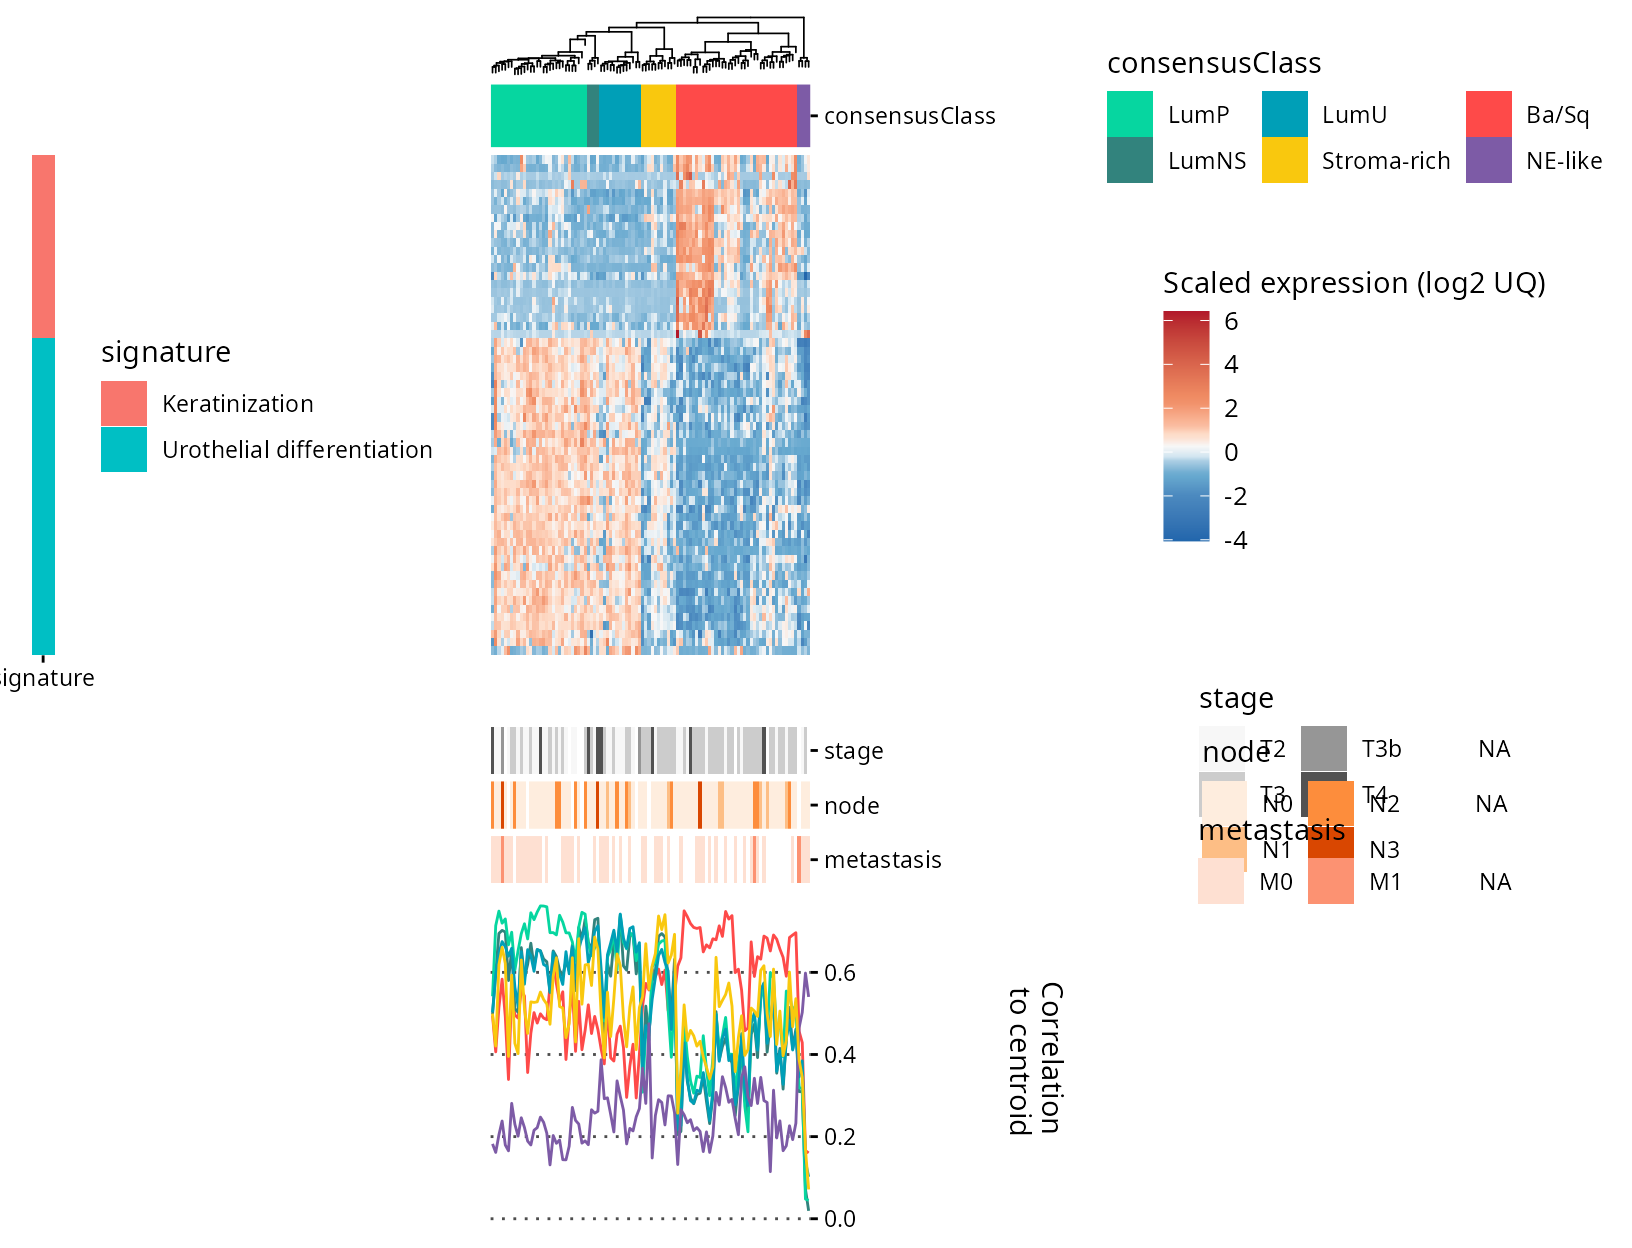 consensusClass
LumP
LumU
Ba/Sq
LumNS
Stroma-rich
NE-like
consensusClass
Scaled expression (log2 UQ)
6
4
2
0
-2
-4
signature
Keratinization
Urothelial differentiation
signature
stage
T2
T3b
NA
T3
T4
node
N0
N2
NA
N1
N3
metastasis
M0
M1
NA
stage
node
metastasis
0.6
0.4
0.2
0.0
Correlation
to centroid